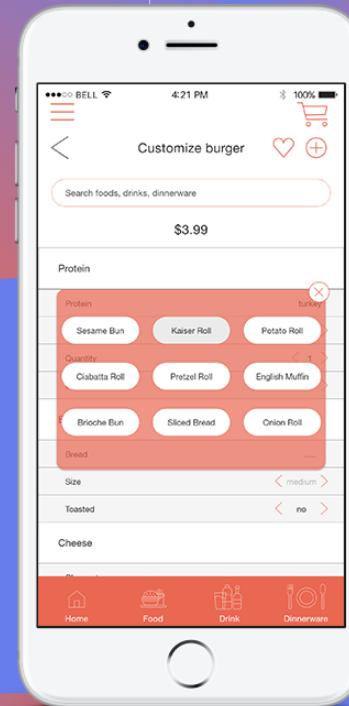 BELL 4:21 PM 100%
Customize burger
Search foods, drinks, dinnerware
$3.99
Protein
Protein turkey
Sesame Bun Kaiser Roll Potato Roll
Quantity 1
Ciabatta Roll Pretzel Roll English Muffin
Brioche Bun Sliced Bread Onion Roll
Bread
Size medium
Toasted no
Cheese
Home Food Drink Dinnerware